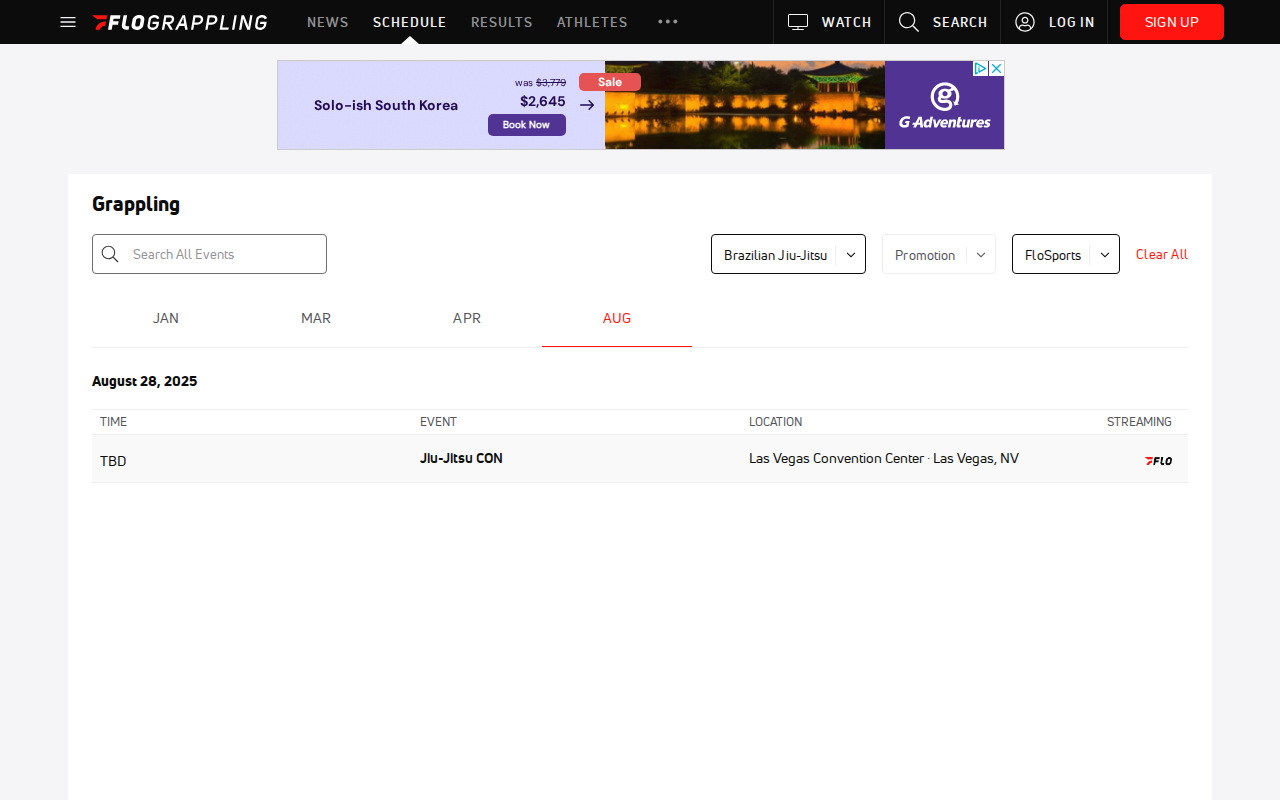 FLOGRAPPLING NEWS SCHEDULE RESULTS ATHLETES WATCH SEARCH LOG IN SIGN UP
Solo-ish South Korea
was $3,779
$2,645
Book Now
Sale
G Adventures
Grappling
Search All Events
Brazilian Jiu-Jitsu
Promotion
FloSports
Clear All
JAN MAR APR AUG
August 28, 2025
TIME EVENT LOCATION STREAMING
TBD Jiu-Jitsu CON Las Vegas Convention Center · Las Vegas, NV FLO